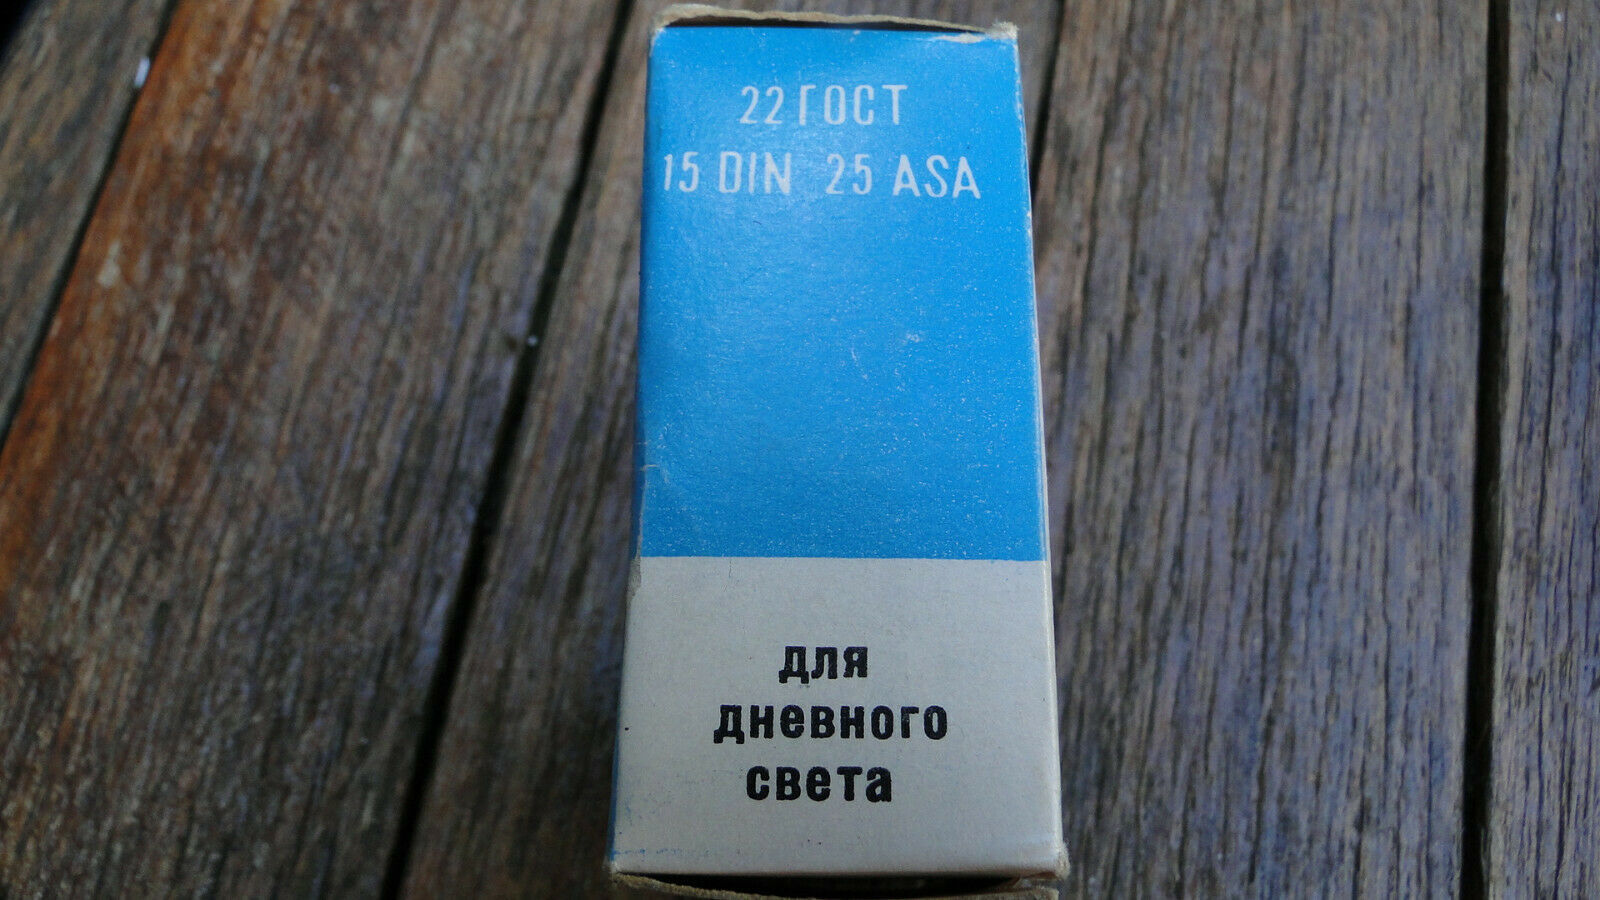 22 ГОСТ
15 DIN 25 ASA
для
дневного
света